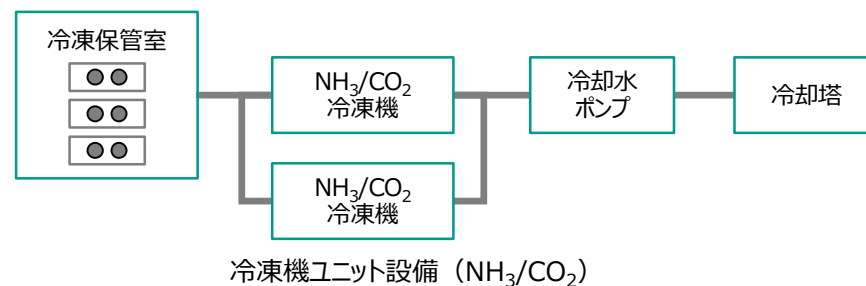 冷凍保管室
NH₃/CO₂
冷凍機
冷却水
ポンプ
冷却塔
NH₃/CO₂
冷凍機
冷凍機ユニット設備（NH₃/CO₂）